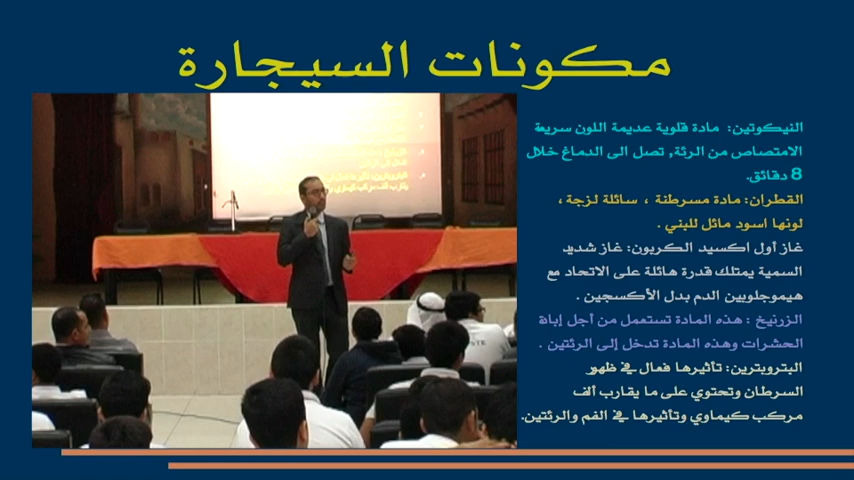 مكونات السيجارة
النيكوتين: مادة قلوية عديمة اللون سريعة
الامتصاص من الرئة, تصل الى الدماغ خلال
8 دقائق.
القطران: مادة مسرطنة ، سائلة لزجة ،
لونها اسود مائل للبني .
غاز أول اكسيد الكربون: غاز شديد
السمية يمتلك قدرة هائلة على الاتحاد مع
هيموجلوبين الدم بدل الأكسجين .
الزرنيخ : هذه المادة تستعمل من أجل إبادة
الحشرات وهذه المادة تدخل إلى الرئتين .
البتروبترين: تأثيرها فعال في ظهور
السرطان وتحتوي على ما يقارب ألف
مركب كيماوي وتأثيرها في الفم والرئتين.